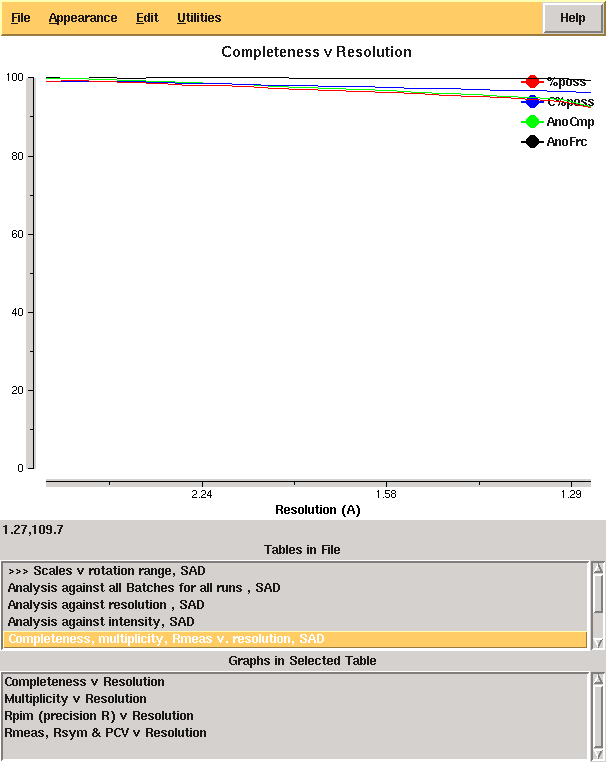 File Appearance Edit Utilities Help
Completeness v Resolution
100
80
60
40
20
0
%poss
C%poss
AnoCmp
AnoFrc
2.24 1.58 1.29
Resolution (A)
1.27,109.7
Tables in File
>>> Scales v rotation range, SAD
Analysis against all Batches for all runs , SAD
Analysis against resolution , SAD
Analysis against intensity, SAD
Completeness, multiplicity, Rmeas v. resolution, SAD
Graphs in Selected Table
Completeness v Resolution
Multiplicity v Resolution
Rpim (precision R) v Resolution
Rmeas, Rsym & PCV v Resolution